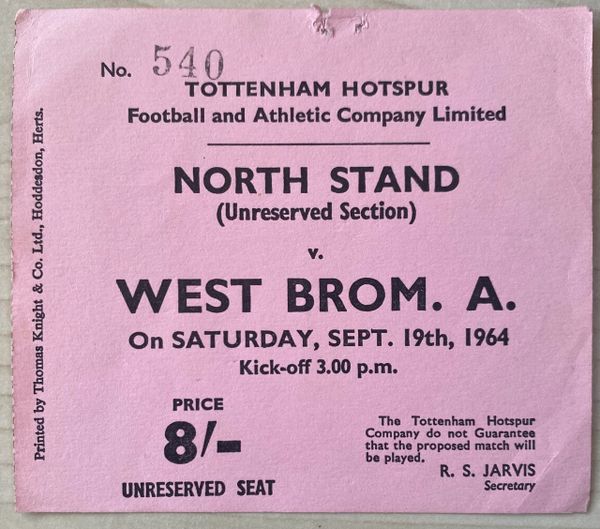 No. 540
TOTTENHAM HOTSPUR
Football and Athletic Company Limited
NORTH STAND
(Unreserved Section)
v.
WEST BROM. A.
On SATURDAY, SEPT. 19th, 1964
Kick-off 3.00 p.m.
PRICE
8/-
UNRESERVED SEAT
The Tottenham Hotspur
Company do not Guarantee
that the proposed match will
be played.
R. S. JARVIS
Secretary
Printed by Thomas Knight & Co. Ltd., Hoddesdon, Herts.